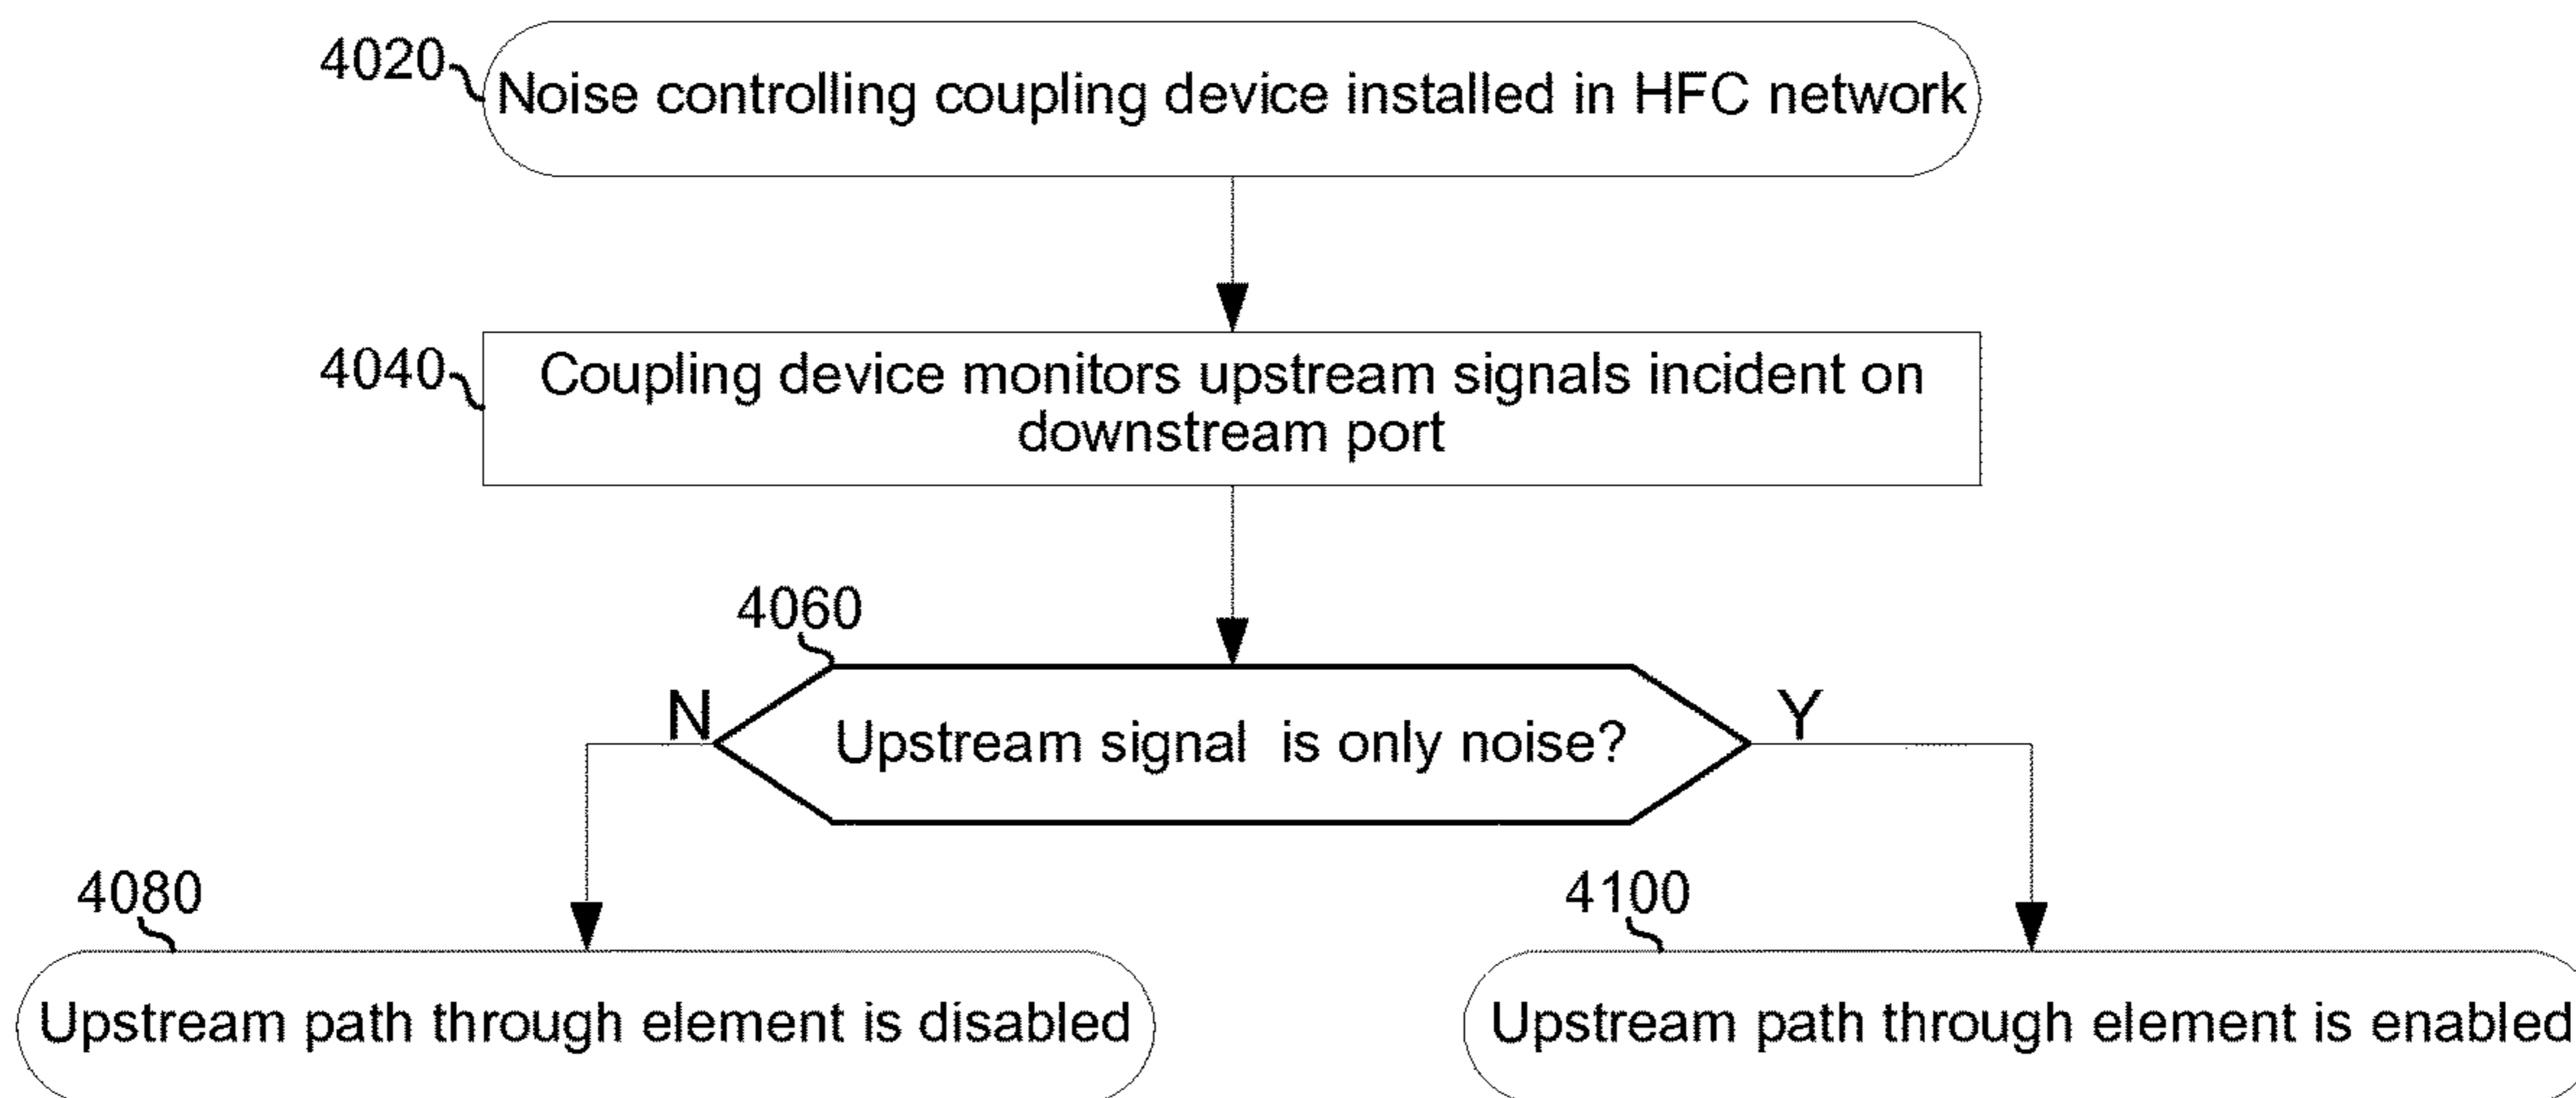 4020
Noise controlling coupling device installed in HFC network
4040
Coupling device monitors upstream signals incident on
downstream port
4060
N
Upstream signal is only noise?
Y
4080
Upstream path through element is disabled
4100
Upstream path through element is enabled